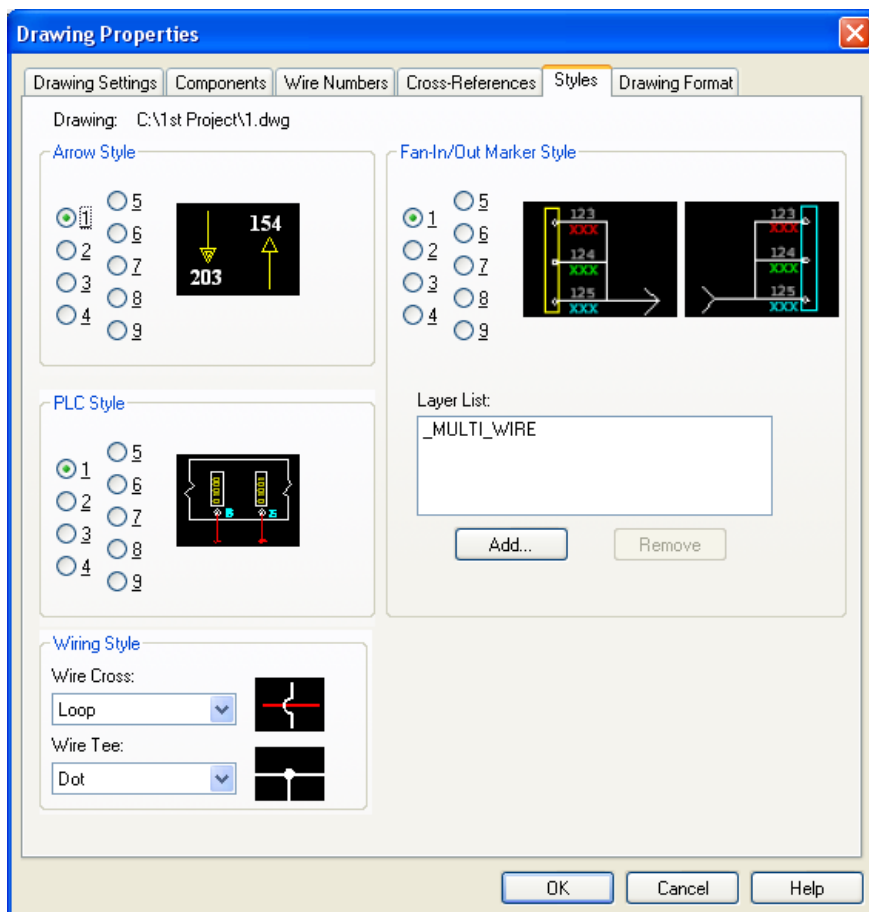 Drawing Properties
Drawing Settings Components Wire Numbers Cross-References Styles Drawing Format
Drawing: C:\1st Project\1.dwg
Arrow Style
1
2
3
4
5
6
7
8
9
203
154
Fan-In/Out Marker Style
1
2
3
4
5
6
7
8
9
123
XXX
124
XXX
125
XXX
123
XXX
124
XXX
125
XXX
Layer List:
_MULTI_WIRE
Add...
Remove
PLC Style
1
2
3
4
5
6
7
8
9
Wiring Style
Wire Cross:
Loop
Wire Tee:
Dot
OK
Cancel
Help